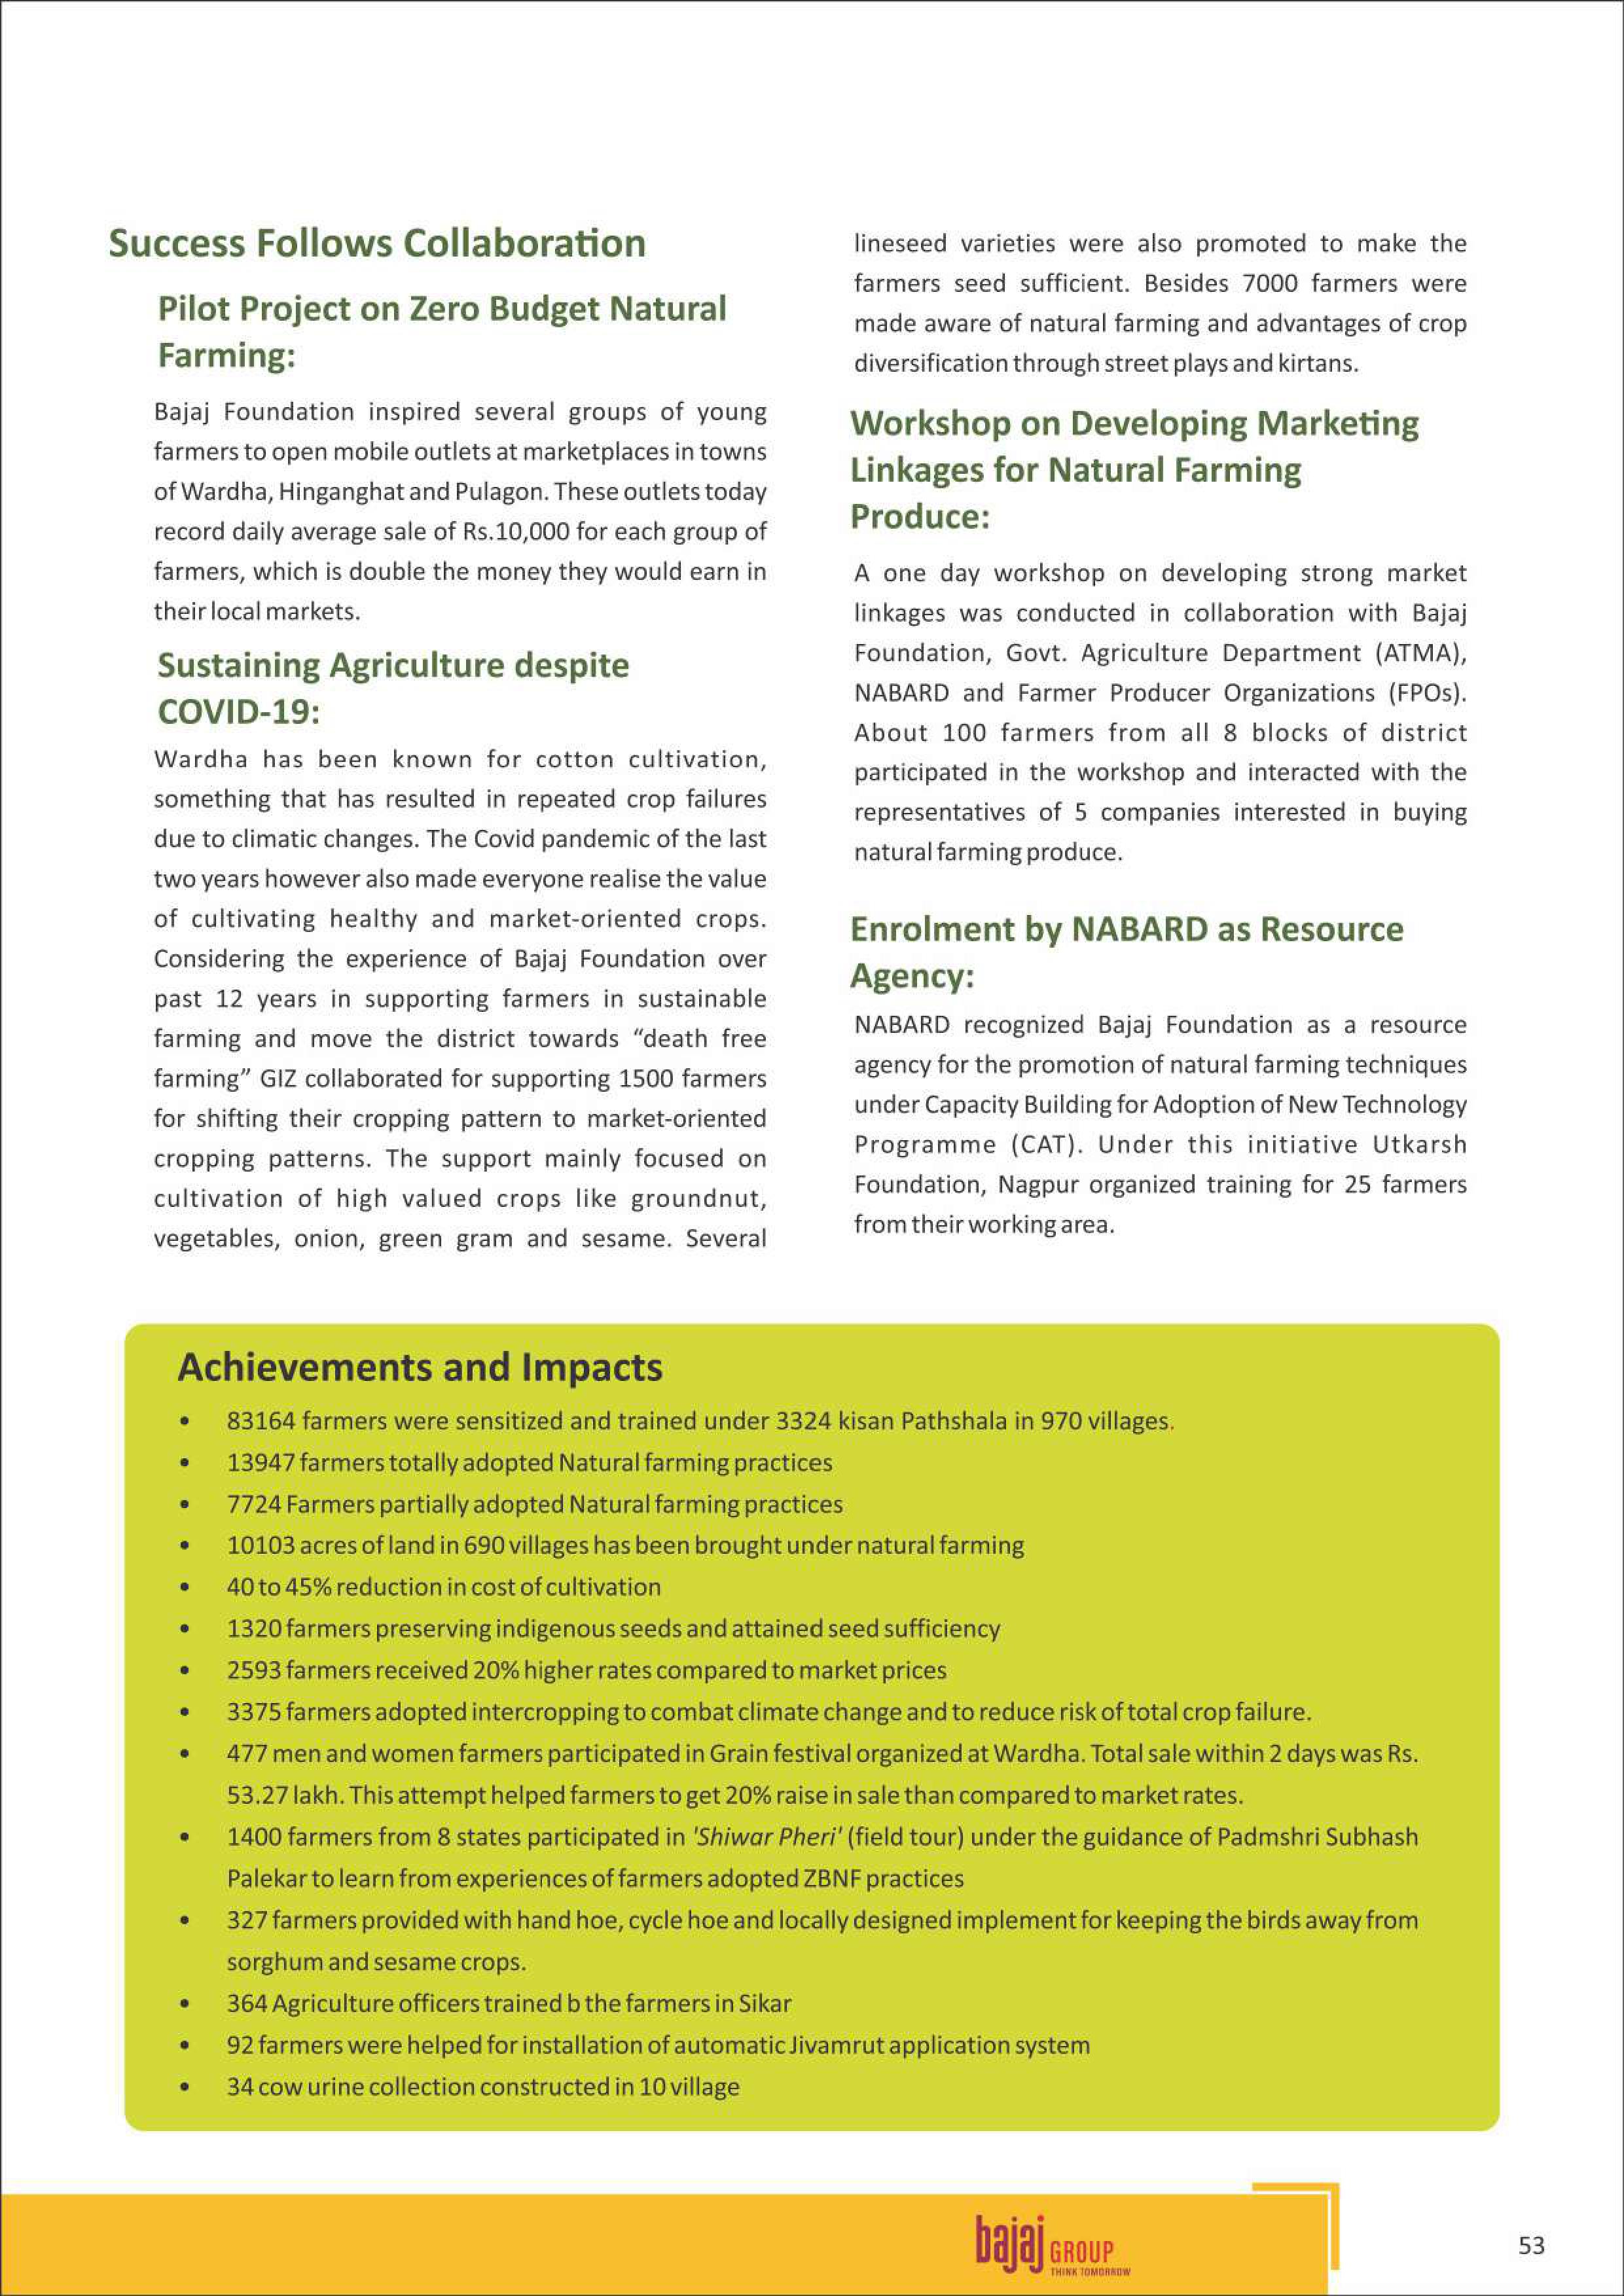 Success Follows Collaboration
Pilot Project on Zero Budget Natural
Farming:
Bajaj Foundation inspired several groups of young
farmers to open mobile outlets at marketplaces in towns
of Wardha, Hinganghat and Pulagon. These outlets today
record daily average sale of Rs.10,000 for each group of
farmers, which is double the money they would earn in
their local markets.
Sustaining Agriculture despite
COVID-19:
Wardha has been known for cotton cultivation,
something that has resulted in repeated crop failures
due to climatic changes. The Covid pandemic of the last
two years however also made everyone realise the value
of cultivating healthy and market-oriented crops.
Considering the experience of Bajaj Foundation over
past 12 years in supporting farmers in sustainable
farming and move the district towards “death free
farming” GIZ collaborated for supporting 1500 farmers
for shifting their cropping pattern to market-oriented
cropping patterns. The support mainly focused on
cultivation of high valued crops like groundnut,
vegetables, onion, green gram and sesame. Several
lineseed varieties were also promoted to make the
farmers seed sufficient. Besides 7000 farmers were
made aware of natural farming and advantages of crop
diversification through street plays and kirtans.
Workshop on Developing Marketing
Linkages for Natural Farming
Produce:
A one day workshop on developing strong market
linkages was conducted in collaboration with Bajaj
Foundation, Govt. Agriculture Department (ATMA),
NABARD and Farmer Producer Organizations (FPOs).
About 100 farmers from all 8 blocks of district
participated in the workshop and interacted with the
representatives of 5 companies interested in buying
natural farming produce.
Enrolment by NABARD as Resource
Agency:
NABARD recognized Bajaj Foundation as a resource
agency for the promotion of natural farming techniques
under Capacity Building for Adoption of New Technology
Programme (CAT). Under this initiative Utkarsh
Foundation, Nagpur organized training for 25 farmers
from their working area.
Achievements and Impacts
• 83164 farmers were sensitized and trained under 3324 kisan Pathshala in 970 villages.
• 13947 farmers totally adopted Natural farming practices
• 7724 Farmers partially adopted Natural farming practices
• 10103 acres of land in 690 villages has been brought under natural farming
• 40 to 45% reduction in cost of cultivation
• 1320 farmers preserving indigenous seeds and attained seed sufficiency
• 2593 farmers received 20% higher rates compared to market prices
• 3375 farmers adopted intercropping to combat climate change and to reduce risk of total crop failure.
• 477 men and women farmers participated in Grain festival organized at Wardha. Total sale within 2 days was Rs.
53.27 lakh. This attempt helped farmers to get 20% raise in sale than compared to market rates.
• 1400 farmers from 8 states participated in 'Shiwar Pheri' (field tour) under the guidance of Padmshri Subhash
Palekar to learn from experiences of farmers adopted ZBNF practices
• 327 farmers provided with hand hoe, cycle hoe and locally designed implement for keeping the birds away from
sorghum and sesame crops.
• 364 Agriculture officers trained b the farmers in Sikar
• 92 farmers were helped for installation of automatic Jivamrut application system
• 34 cow urine collection constructed in 10 village
bajaj GROUP
THINK TOMORROW
53